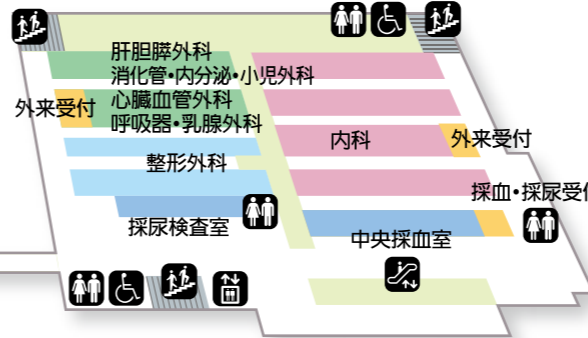 肝胆膵外科
消化管・内分泌・小児外科
外来受付
心臓血管外科
呼吸器・乳腺外科
内科
外来受付
整形外科
採血・採尿受付
採尿検査室
中央採血室